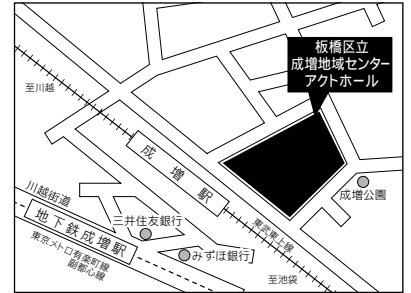 板橋区立
成増地域センター
アクトホール
至川越
成増駅
成増公園
川越街道
三井住友銀行
地下鉄成増駅
東武東上線
東京メトロ有楽町線
副都心線
みずほ銀行
至池袋